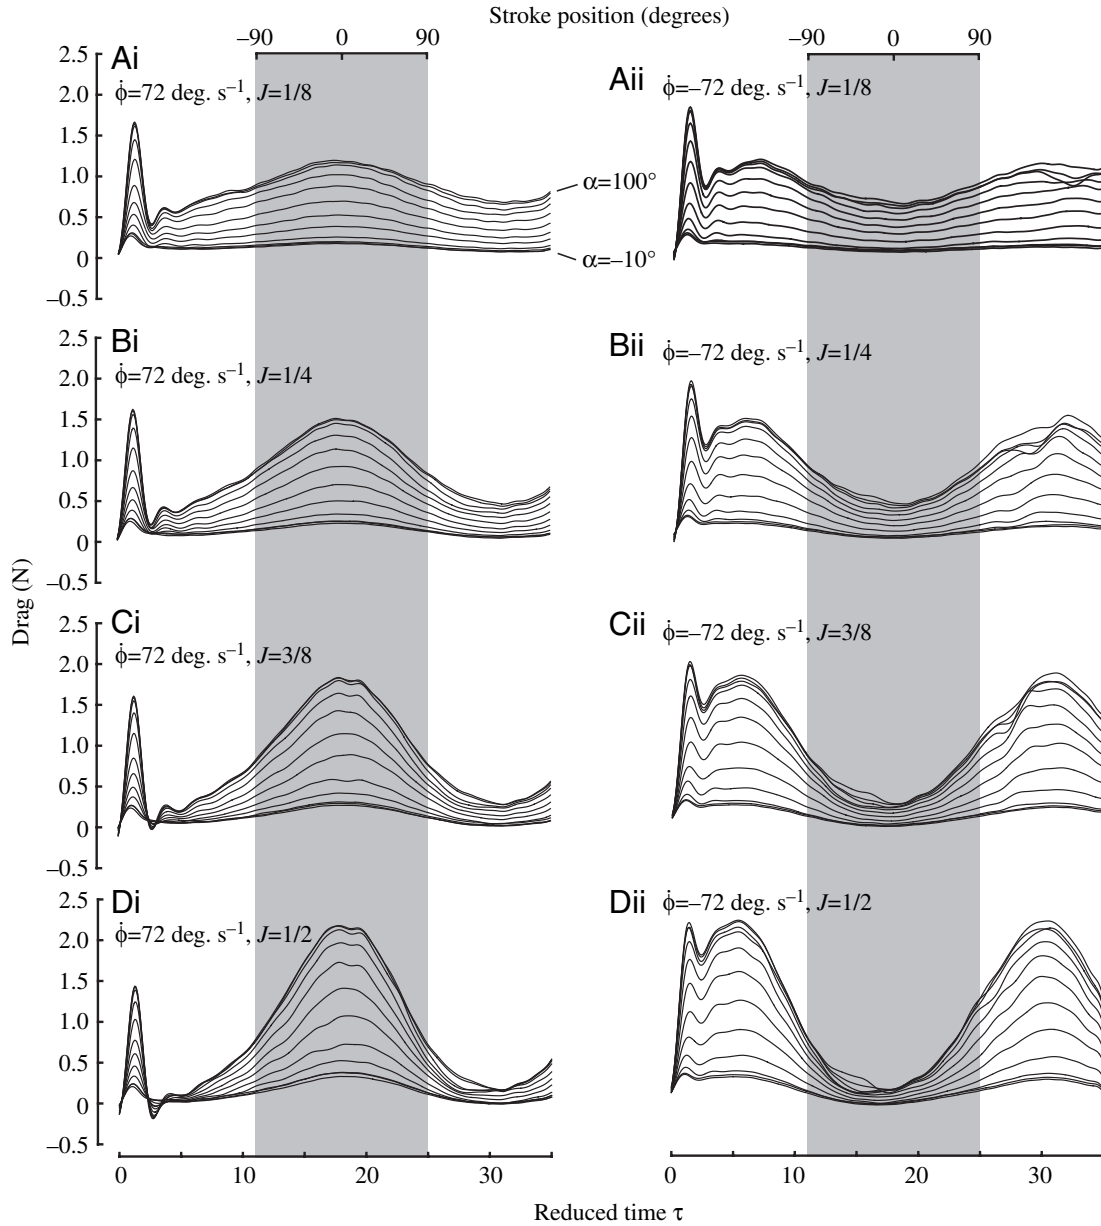 Stroke position (degrees)
–90 0 90
–90 0 90
Ai
φ̇=72 deg. s⁻¹, J=1/8
2.5
2.0
1.5
1.0
0.5
0
–0.5
α=100°
α=–10°
Aii
φ̇=–72 deg. s⁻¹, J=1/8
Bi
φ̇=72 deg. s⁻¹, J=1/4
2.5
2.0
1.5
1.0
0.5
0
–0.5
Bii
φ̇=–72 deg. s⁻¹, J=1/4
Drag (N)
Ci
φ̇=72 deg. s⁻¹, J=3/8
2.5
2.0
1.5
1.0
0.5
0
–0.5
Cii
φ̇=–72 deg. s⁻¹, J=3/8
Di
φ̇=72 deg. s⁻¹, J=1/2
2.5
2.0
1.5
1.0
0.5
0
–0.5
Dii
φ̇=–72 deg. s⁻¹, J=1/2
0 10 20 30
0 10 20 30
Reduced time τ